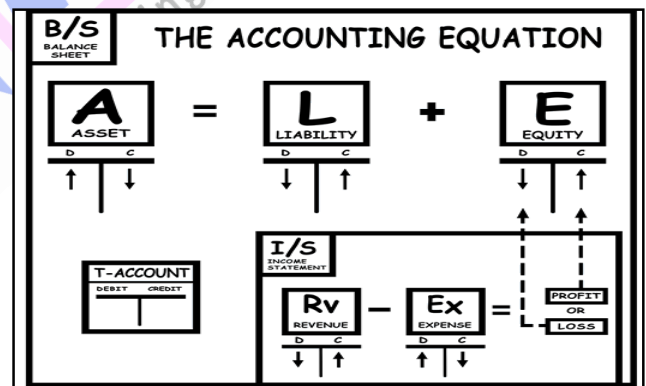 B/S
BALANCE
SHEET
THE ACCOUNTING EQUATION
A = L + E
ASSET LIABILITY EQUITY
D C D C D C
↑ ↓ ↓ ↑ ↓ ↑
T-ACCOUNT
DEBIT CREDIT
I/S
INCOME
STATEMENT
Rv – Ex =
REVENUE EXPENSE
D C D C
↓ ↑ ↑ ↓
PROFIT
OR
LOSS